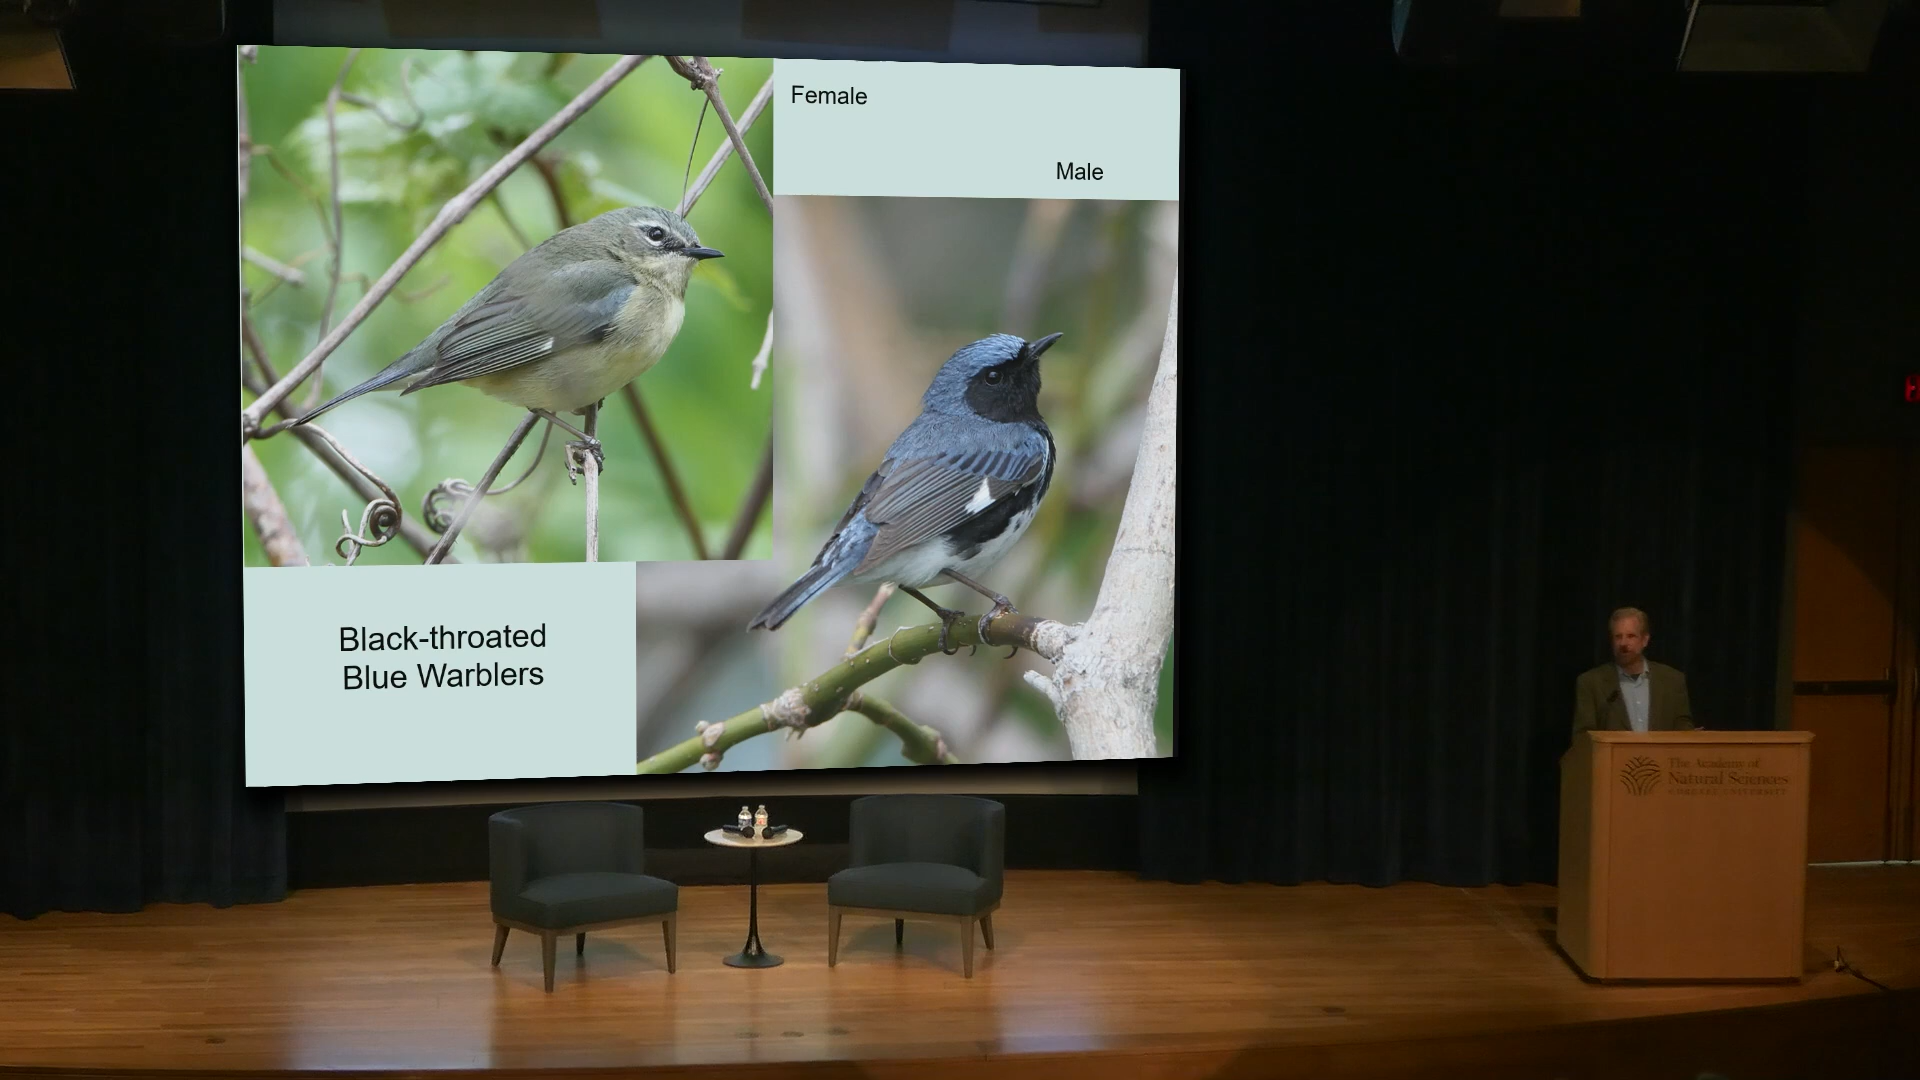 Female
Male
Black-throated
Blue Warblers
The Academy of
Natural Sciences